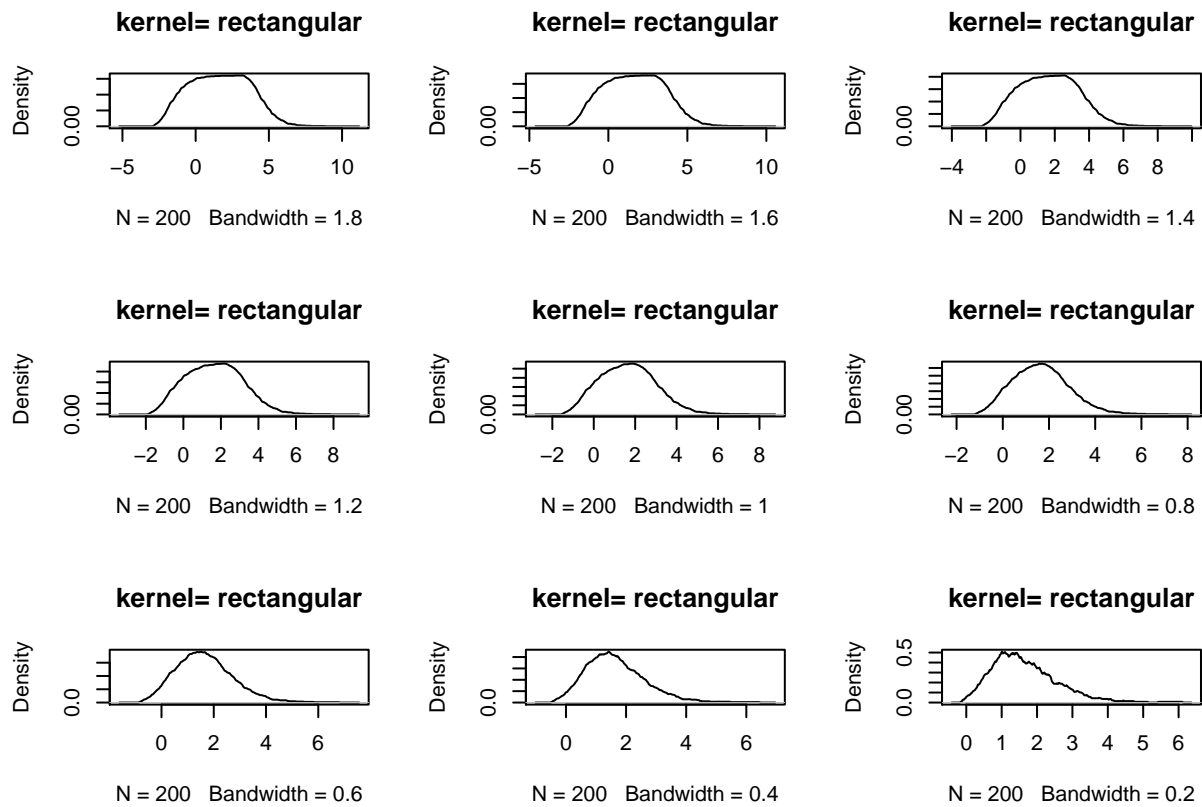 kernel= rectangular
Density
0.00
−5 0 5 10
N = 200 Bandwidth = 1.8
kernel= rectangular
Density
0.00
−5 0 5 10
N = 200 Bandwidth = 1.6
kernel= rectangular
Density
0.00
−4 0 2 4 6 8
N = 200 Bandwidth = 1.4
kernel= rectangular
Density
0.00
−2 0 2 4 6 8
N = 200 Bandwidth = 1.2
kernel= rectangular
Density
0.00
−2 0 2 4 6 8
N = 200 Bandwidth = 1
kernel= rectangular
Density
0.00
−2 0 2 4 6 8
N = 200 Bandwidth = 0.8
kernel= rectangular
Density
0.0
0 2 4 6
N = 200 Bandwidth = 0.6
kernel= rectangular
Density
0.0
0 2 4 6
N = 200 Bandwidth = 0.4
kernel= rectangular
Density
0.0 0.5
0 1 2 3 4 5 6
N = 200 Bandwidth = 0.2